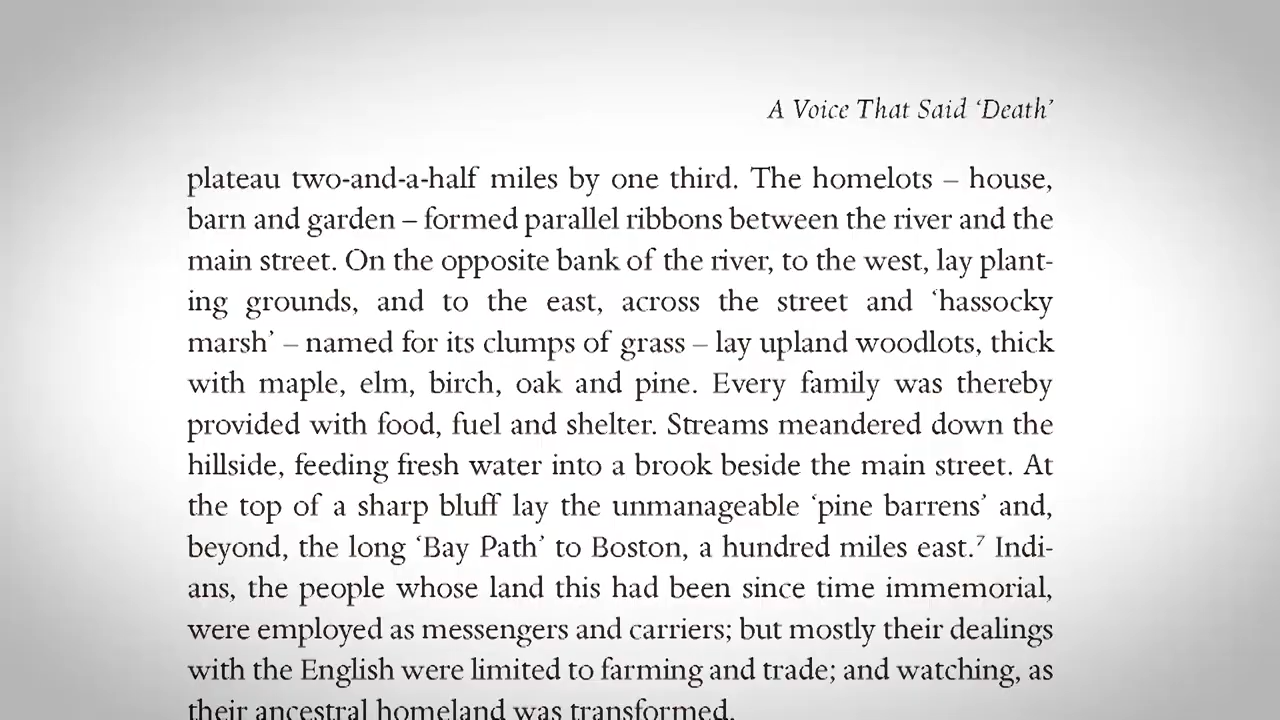 A Voice That Said ‘Death’
plateau two-and-a-half miles by one third. The homelots – house,
barn and garden – formed parallel ribbons between the river and the
main street. On the opposite bank of the river, to the west, lay plant-
ing grounds, and to the east, across the street and ‘hassocky
marsh’ – named for its clumps of grass – lay upland woodlots, thick
with maple, elm, birch, oak and pine. Every family was thereby
provided with food, fuel and shelter. Streams meandered down the
hillside, feeding fresh water into a brook beside the main street. At
the top of a sharp bluff lay the unmanageable ‘pine barrens’ and,
beyond, the long ‘Bay Path’ to Boston, a hundred miles east.⁷ Indi-
ans, the people whose land this had been since time immemorial,
were employed as messengers and carriers; but mostly their dealings
with the English were limited to farming and trade; and watching, as
their ancestral homeland was transformed.